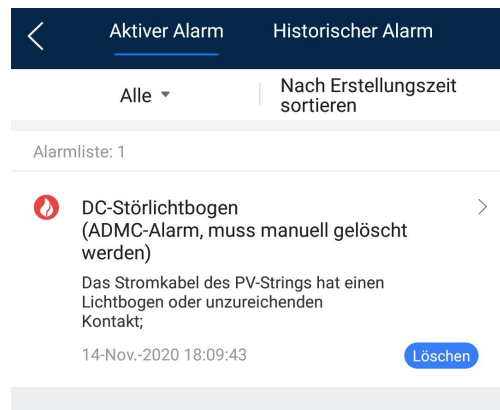 Aktiver Alarm
Historischer Alarm
Alle
Nach Erstellungszeit
sortieren
Alarmliste: 1
DC-Störlichtbogen
(ADMC-Alarm, muss manuell gelöscht
werden)
Das Stromkabel des PV-Strings hat einen
Lichtbogen oder unzureichenden
Kontakt;
14-Nov.-2020 18:09:43
Löschen